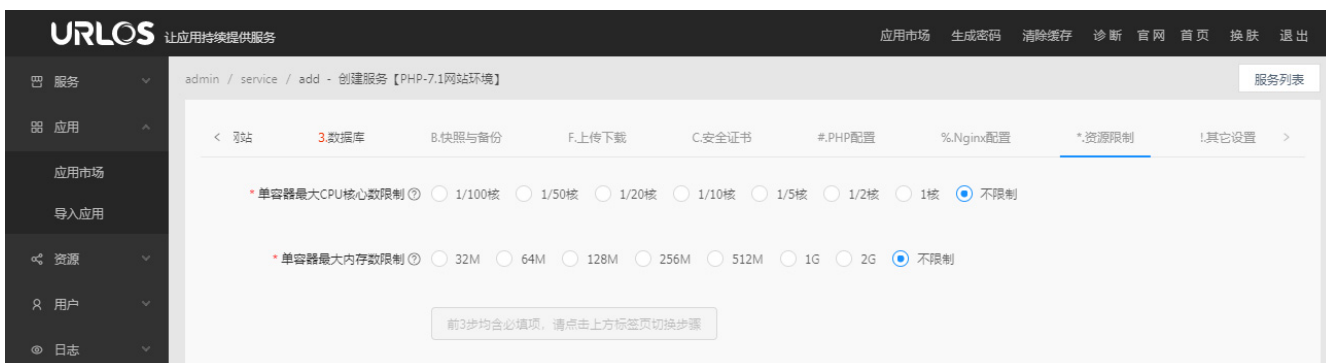 URLOS 让应用持续提供服务 应用市场 生成密码 清除缓存 诊断 官网 首页 换肤 退出
服务
admin / service / add - 创建服务【PHP-7.1网站环境】 服务列表
应用
< 站 3.数据库 B.快照与备份 F.上传下载 C.安全证书 #.PHP配置 %.Nginx配置 *.资源限制 !.其它设置 >
应用市场
* 单容器最大CPU核心数限制 ? 1/100核 1/50核 1/20核 1/10核 1/5核 1/2核 1核 不限制
导入应用
资源
* 单容器最大内存数限制 ? 32M 64M 128M 256M 512M 1G 2G 不限制
用户
前3步均含必填项，请点击上方标签页切换步骤
日志